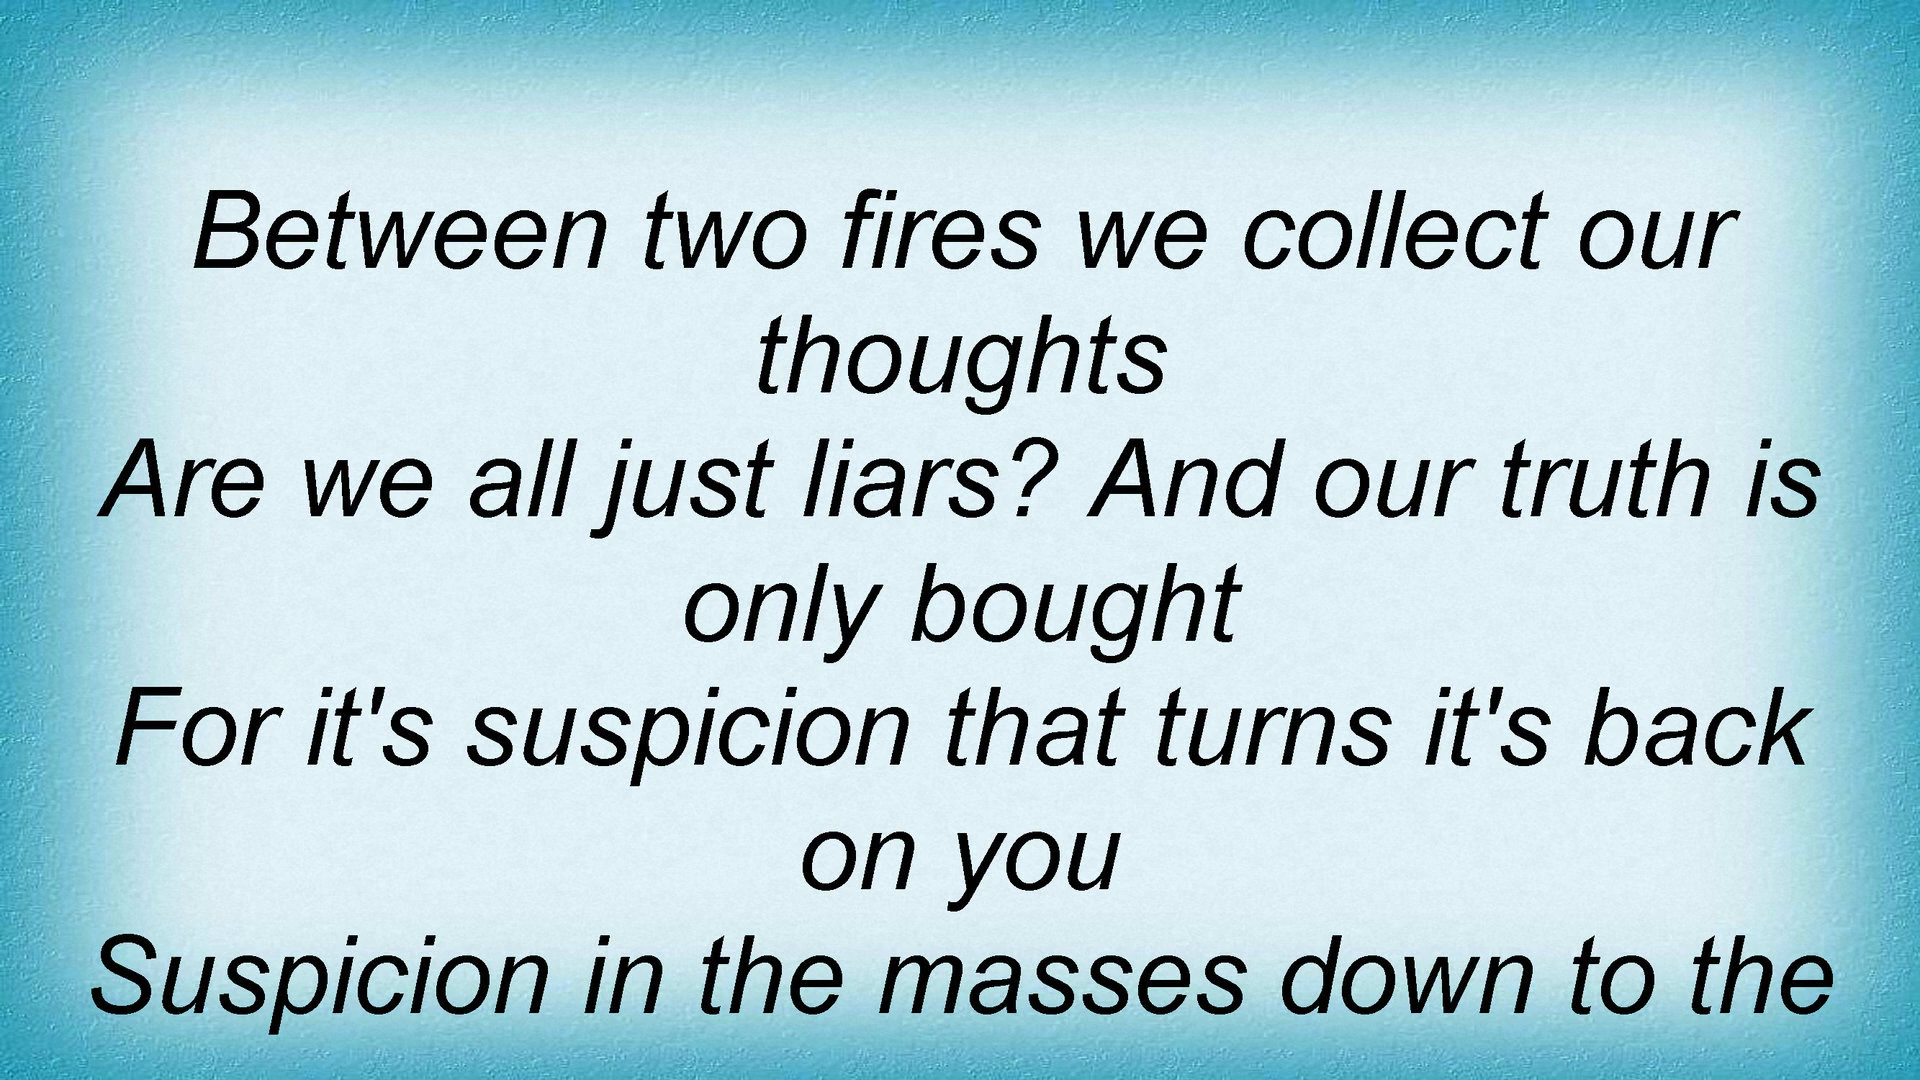 Between two fires we collect our
thoughts
Are we all just liars? And our truth is
only bought
For it's suspicion that turns it's back
on you
Suspicion in the masses down to the